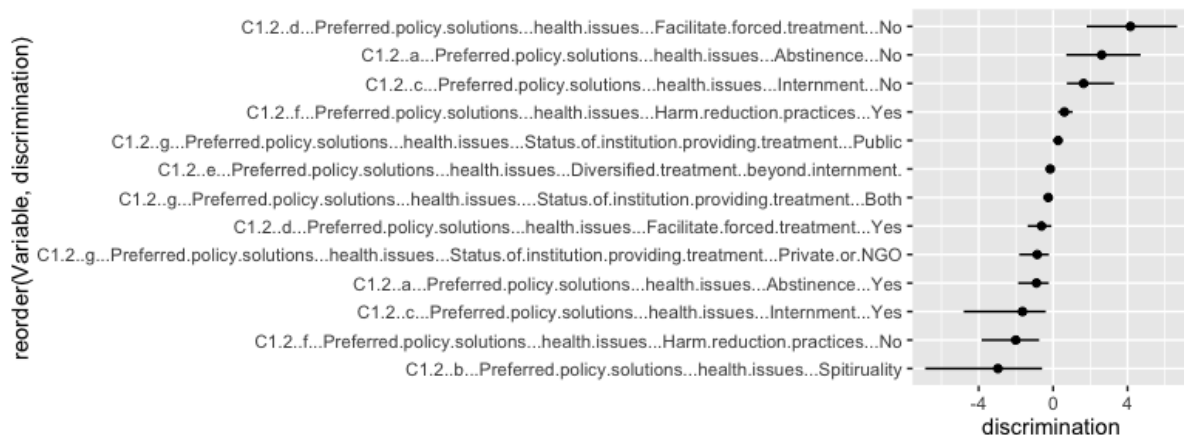 C1.2..d...Preferred.policy.solutions...health.issues...Facilitate.forced.treatment...No
C1.2..a...Preferred.policy.solutions...health.issues...Abstinence...No
C1.2..c...Preferred.policy.solutions...health.issues...Internment...No
C1.2..f...Preferred.policy.solutions...health.issues...Harm.reduction.practices...Yes
C1.2..g...Preferred.policy.solutions...health.issues...Status.of.institution.providing.treatment...Public
C1.2..e...Preferred.policy.solutions...health.issues...Diversified.treatment..beyond.internment.
C1.2..g...Preferred.policy.solutions...health.issues....Status.of.institution.providing.treatment...Both
C1.2..d...Preferred.policy.solutions...health.issues...Facilitate.forced.treatment...Yes
C1.2..g...Preferred.policy.solutions...health.issues...Status.of.institution.providing.treatment...Private.or.NGO
C1.2..a...Preferred.policy.solutions...health.issues...Abstinence...Yes
C1.2..c...Preferred.policy.solutions...health.issues...Internment...Yes
C1.2..f...Preferred.policy.solutions...health.issues...Harm.reduction.practices...No
C1.2..b...Preferred.policy.solutions...health.issues...Spitiruality
reorder(Variable, discrimination)
-4 0 4
discrimination